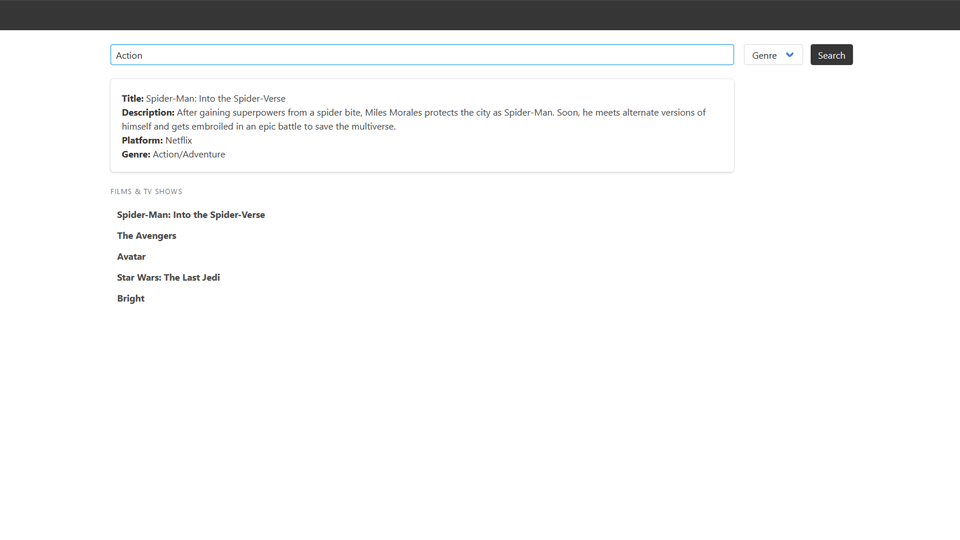 Action
Genre
Search
Title: Spider-Man: Into the Spider-Verse
Description: After gaining superpowers from a spider bite, Miles Morales protects the city as Spider-Man. Soon, he meets alternate versions of
himself and gets embroiled in an epic battle to save the multiverse.
Platform: Netflix
Genre: Action/Adventure
FILMS & TV SHOWS
Spider-Man: Into the Spider-Verse
The Avengers
Avatar
Star Wars: The Last Jedi
Bright